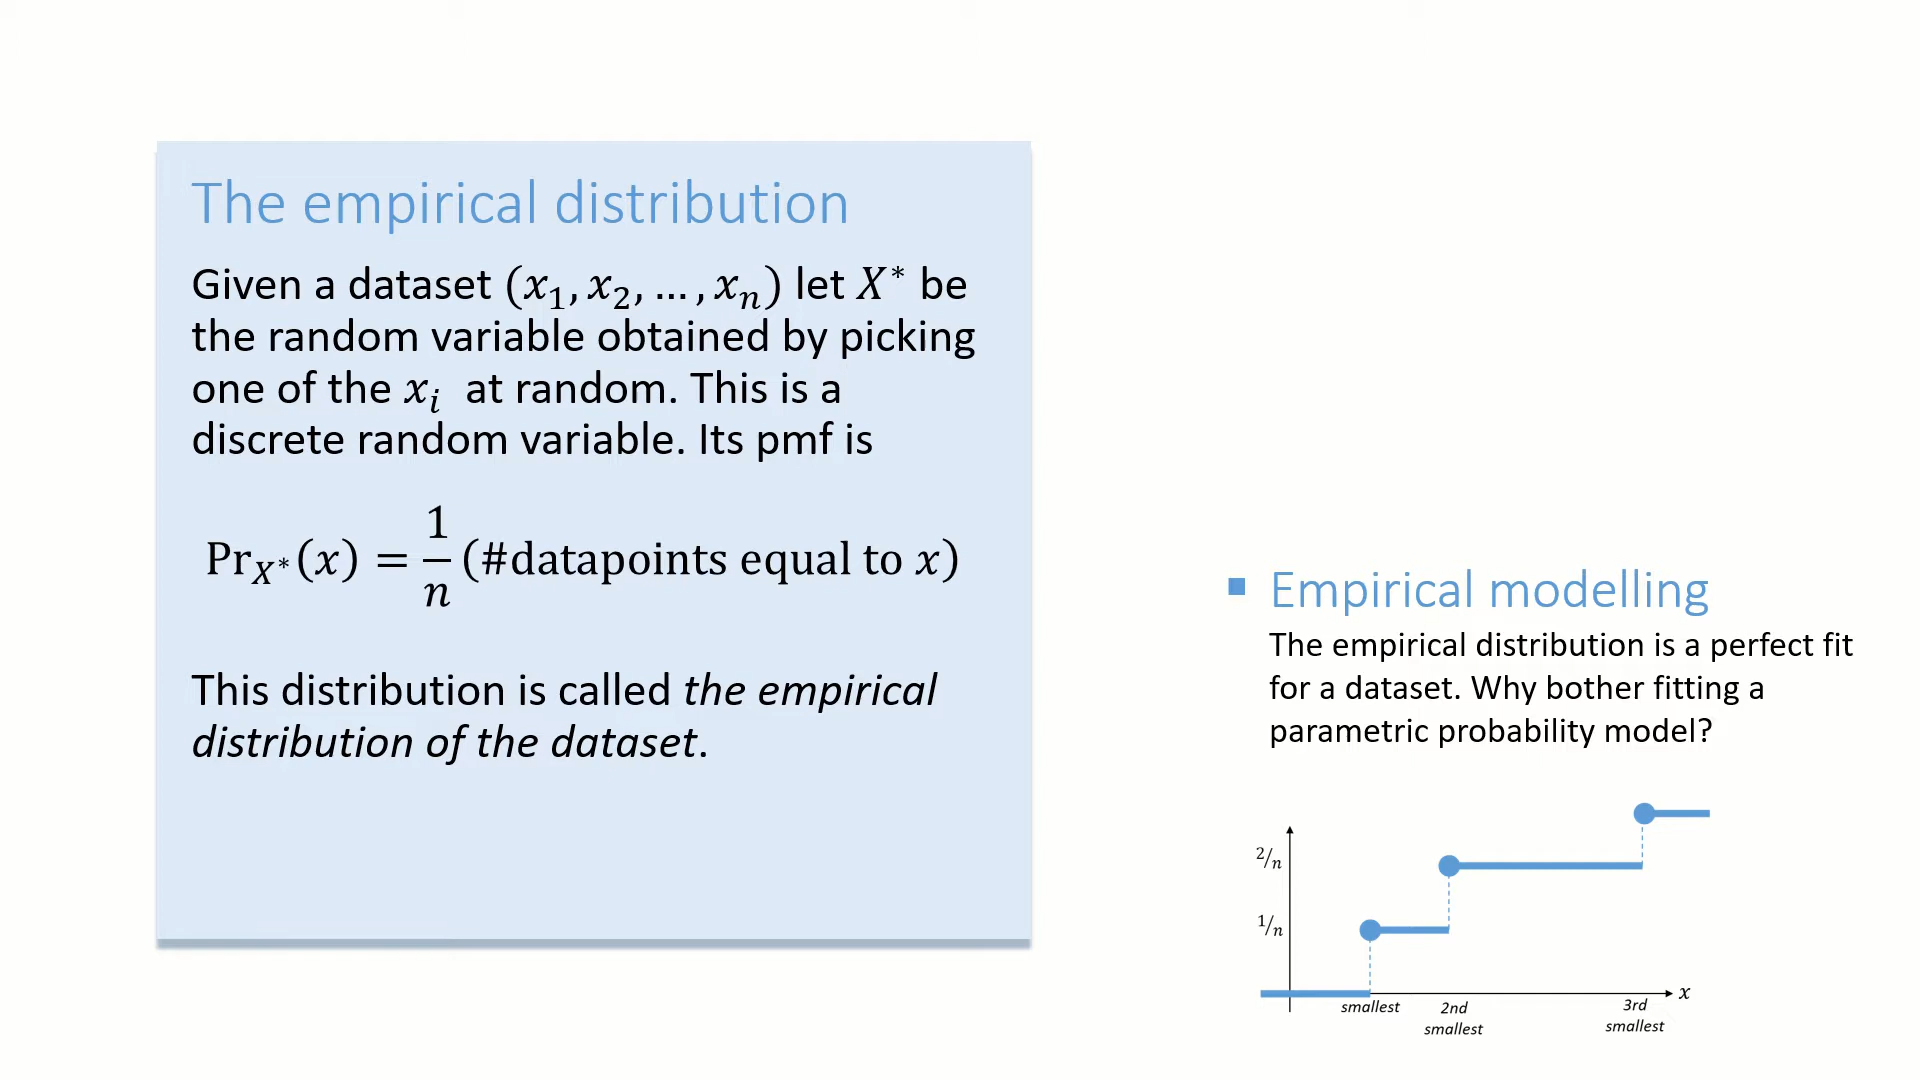 The empirical distribution
Given a dataset (x₁, x₂, … , xₙ) let X* be
the random variable obtained by picking
one of the xᵢ at random. This is a
discrete random variable. Its pmf is
Pr_{X*}(x) = 1/n (#datapoints equal to x)
This distribution is called the empirical
distribution of the dataset.
▪ Empirical modelling
The empirical distribution is a perfect fit
for a dataset. Why bother fitting a
parametric probability model?
2/n
1/n
x
smallest
2nd
smallest
3rd
smallest